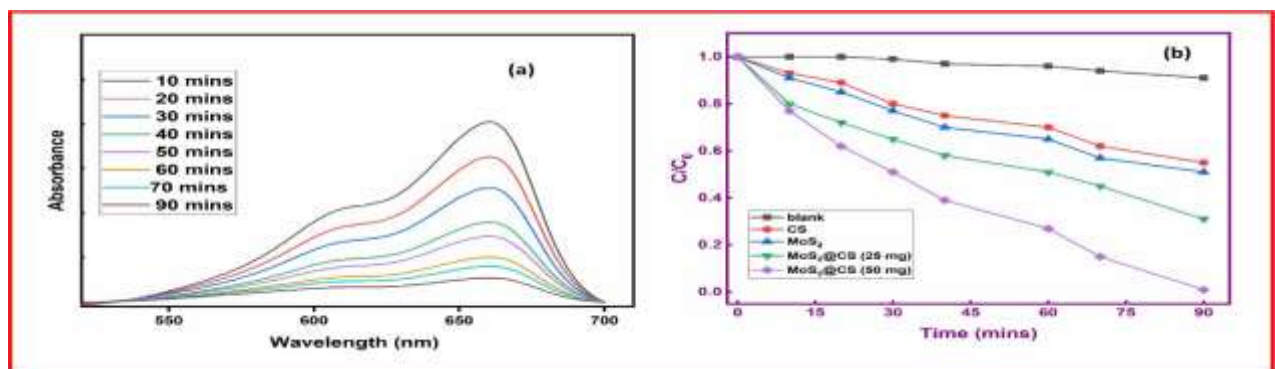 (a)
10 mins
20 mins
30 mins
40 mins
50 mins
60 mins
70 mins
90 mins
Absorbance
550
600
650
700
Wavelength (nm)
(b)
1.0
0.8
0.6
0.4
0.2
0.0
C/C₀
blank
CS
MoS₂
MoS₂@CS (25 mg)
MoS₂@CS (50 mg)
0
15
30
45
60
75
90
Time (mins)